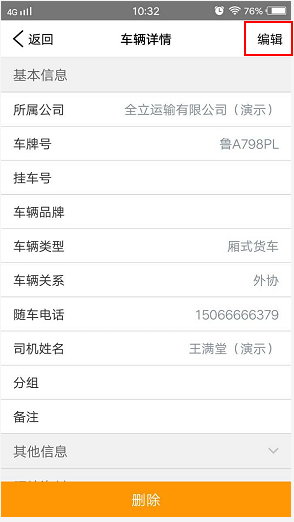 4G 10:32 76%
返回 车辆详情 编辑
基本信息
所属公司 全立运输有限公司（演示）
车牌号 鲁A798PL
挂车号
车辆品牌
车辆类型 厢式货车
车辆关系 外协
随车电话 15066666379
司机姓名 王满堂（演示）
分组
备注
其他信息
删除